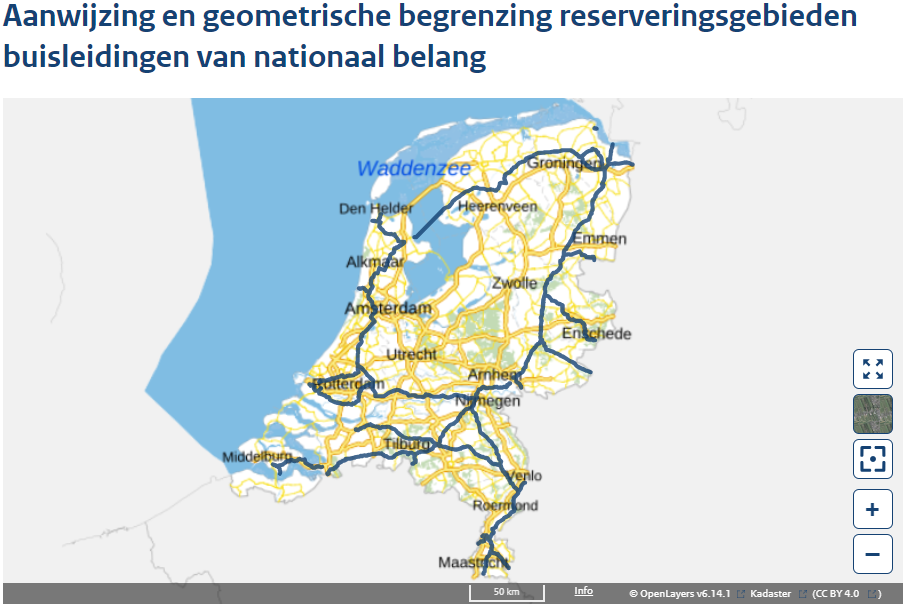 Aanwijzing en geometrische begrenzing reserveringsgebieden
buisleidingen van nationaal belang
Waddenzee
Groningen
Den Helder
Heerenveen
Emmen
Alkmaar
Zwolle
Amsterdam
Enschede
Utrecht
Arnhem
Rotterdam
Nijmegen
Tilburg
Middelburg
Venlo
Roermond
Maastricht
+
−
50 km
Info
© OpenLayers v6.14.1 Kadaster (CC BY 4.0 )